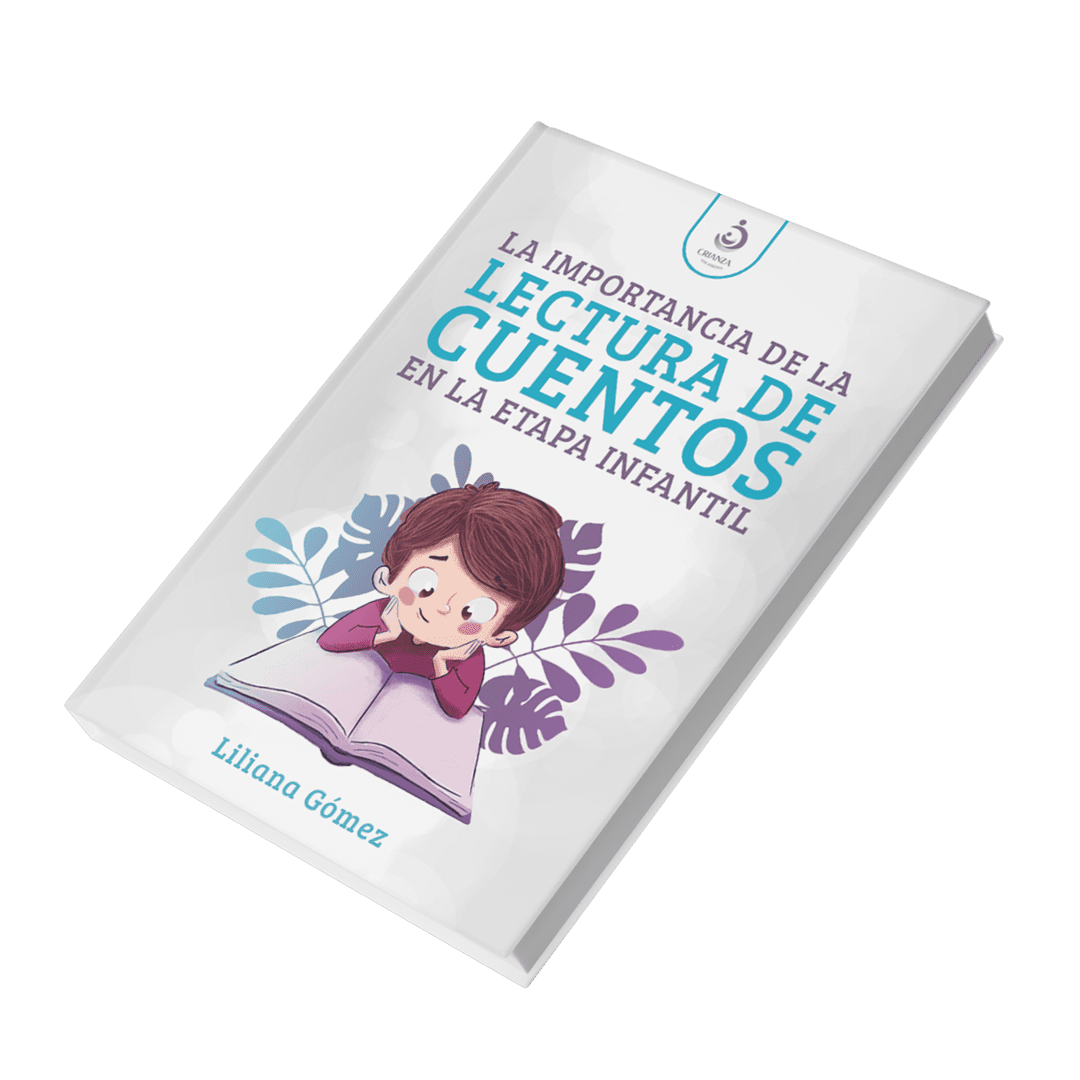 CRIANZA
LA IMPORTANCIA DE LA
LECTURA DE
CUENTOS
EN LA ETAPA INFANTIL
Liliana Gómez